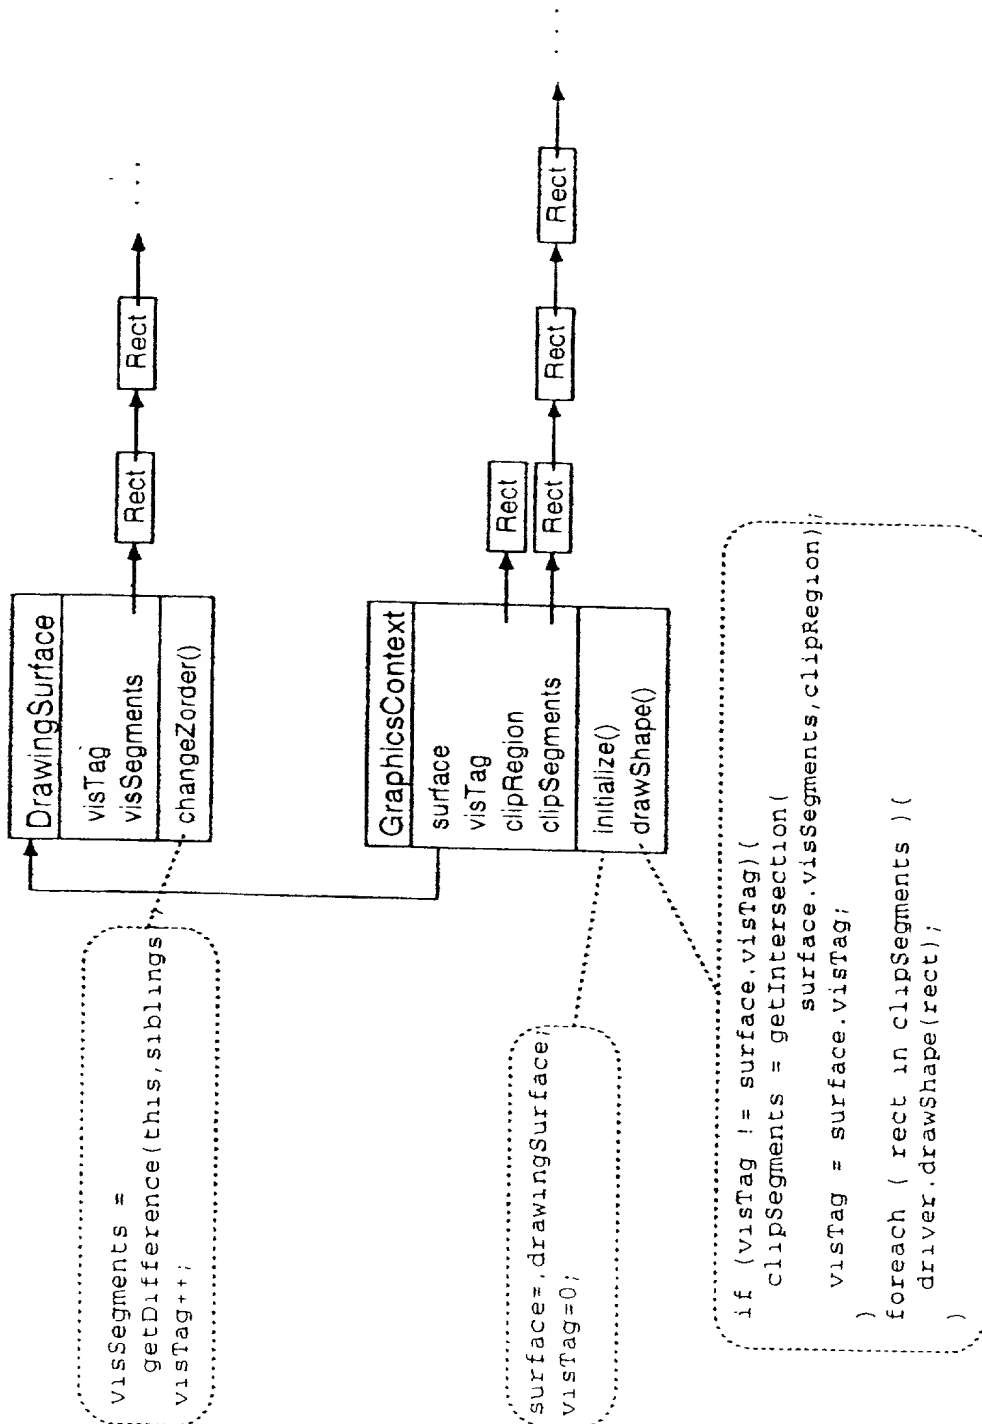 DrawingSurface
visTag
visSegments
changeZorder()
Rect
Rect
....
visSegments =
getDifference(this,siblings);
visTag++;
GraphicsContext
surface
visTag
clipRegion
clipSegments
initialize()
drawShape()
Rect
Rect
Rect
Rect
....
surface=.drawingSurface;
visTag=0;
if (visTag != surface.visTag)(
clipSegments = getIntersection(
surface.visSegments,clipRegion);
visTag = surface.visTag;
)
foreach ( rect in clipSegments )(
driver.drawShape(rect);
)